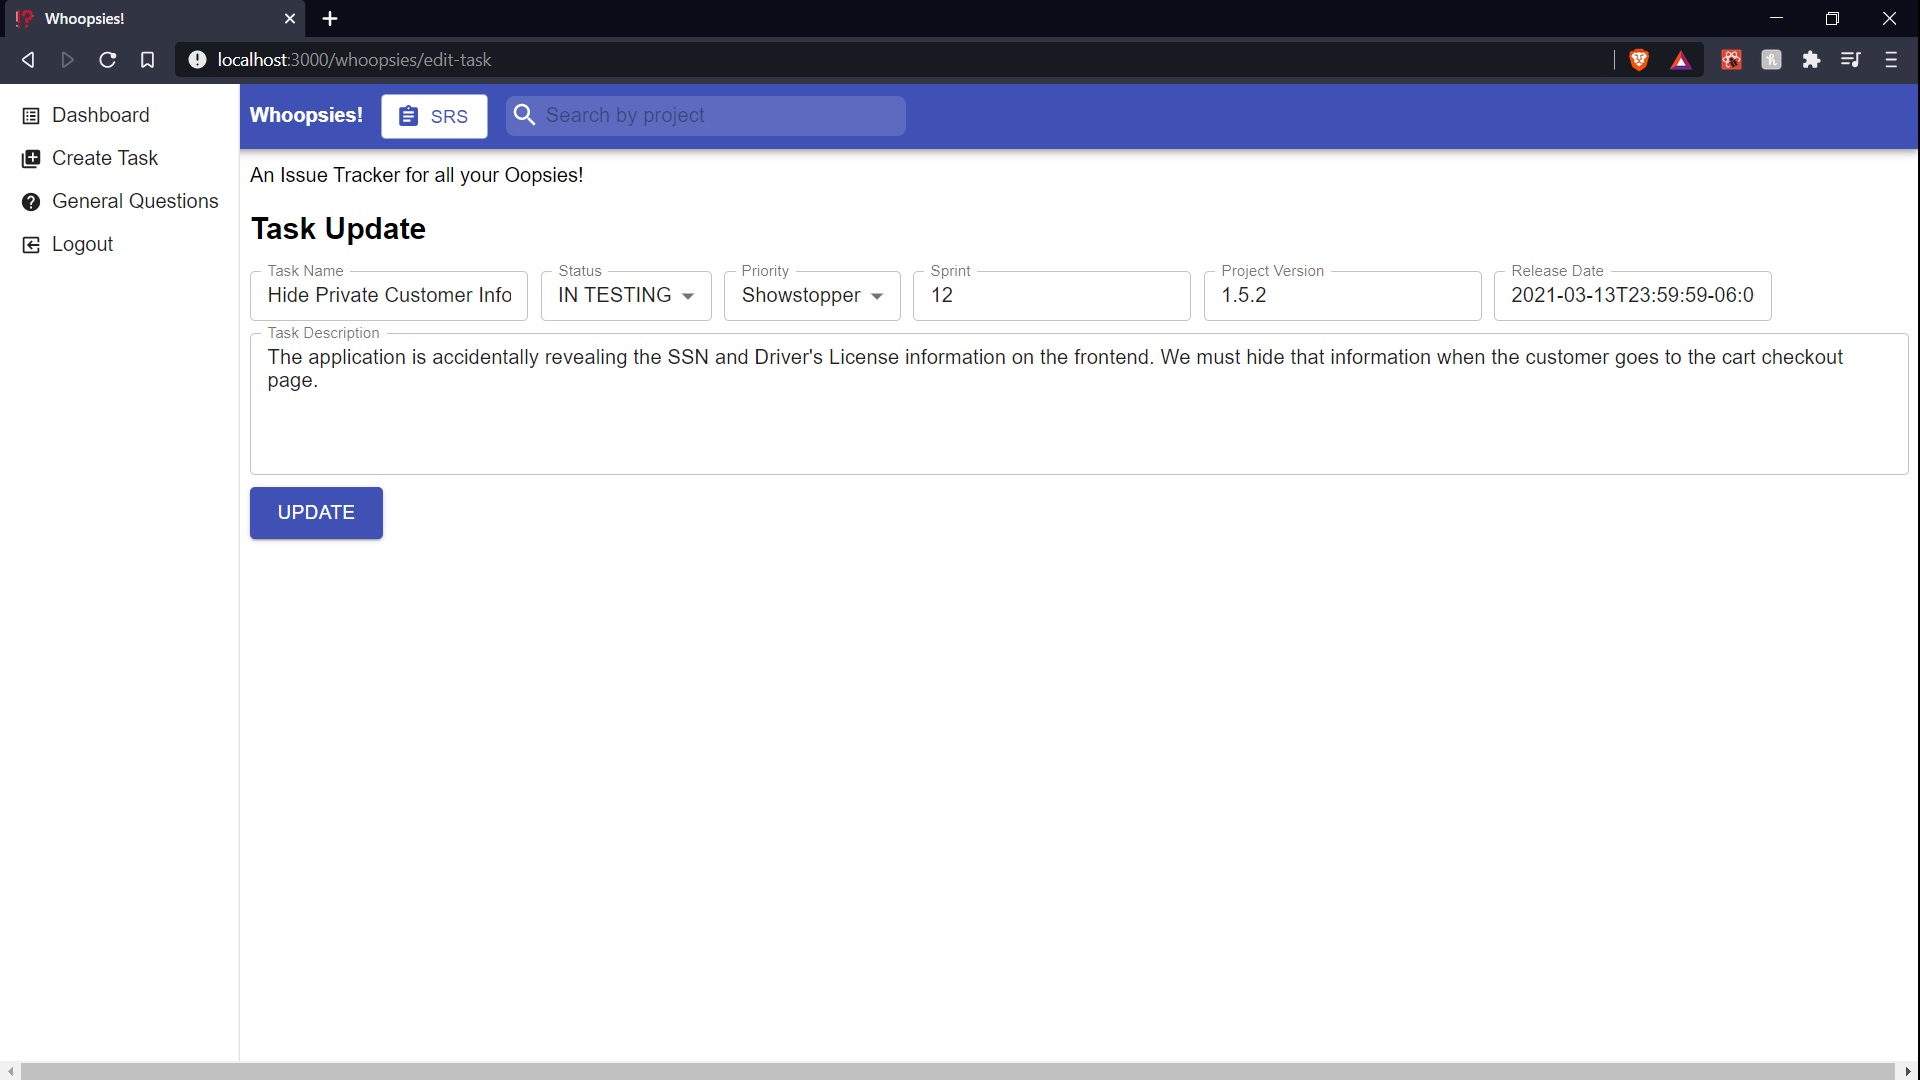 Whoopsies!
localhost:3000/whoopsies/edit-task
Dashboard
Create Task
General Questions
Logout
Whoopsies!
SRS
Search by project
An Issue Tracker for all your Oopsies!
Task Update
Task Name
Hide Private Customer Info
Status
IN TESTING
Priority
Showstopper
Sprint
12
Project Version
1.5.2
Release Date
2021-03-13T23:59:59-06:0
Task Description
The application is accidentally revealing the SSN and Driver's License information on the frontend. We must hide that information when the customer goes to the cart checkout
page.
UPDATE